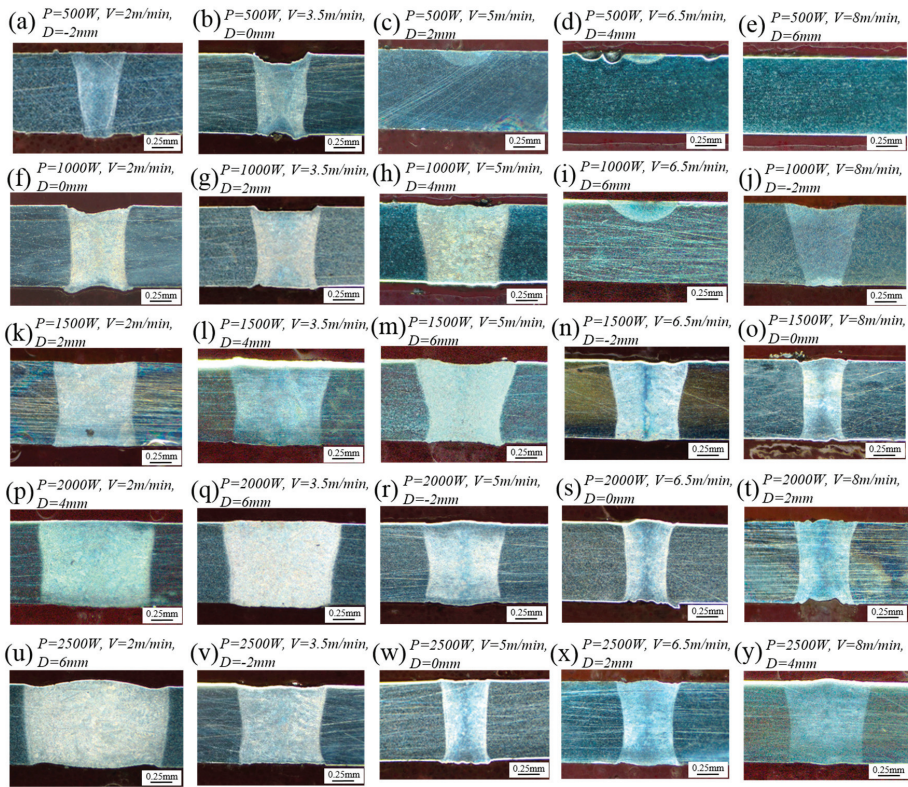 (a) P=500W, V=2m/min,
D=-2mm
0.25mm
(b) P=500W, V=3.5m/min,
D=0mm
0.25mm
(c) P=500W, V=5m/min,
D=2mm
0.25mm
(d) P=500W, V=6.5m/min,
D=4mm
0.25mm
(e) P=500W, V=8m/min,
D=6mm
0.25mm
(f) P=1000W, V=2m/min,
D=0mm
0.25mm
(g) P=1000W, V=3.5m/min,
D=2mm
0.25mm
(h) P=1000W, V=5m/min,
D=4mm
0.25mm
(i) P=1000W, V=6.5m/min,
D=6mm
0.25mm
(j) P=1000W, V=8m/min,
D=-2mm
0.25mm
(k) P=1500W, V=2m/min,
D=2mm
0.25mm
(l) P=1500W, V=3.5m/min,
D=4mm
0.25mm
(m) P=1500W, V=5m/min,
D=6mm
0.25mm
(n) P=1500W, V=6.5m/min,
D=-2mm
0.25mm
(o) P=1500W, V=8m/min,
D=0mm
0.25mm
(p) P=2000W, V=2m/min,
D=4mm
0.25mm
(q) P=2000W, V=3.5m/min,
D=6mm
0.25mm
(r) P=2000W, V=5m/min,
D=-2mm
0.25mm
(s) P=2000W, V=6.5m/min,
D=0mm
0.25mm
(t) P=2000W, V=8m/min,
D=2mm
0.25mm
(u) P=2500W, V=2m/min,
D=6mm
0.25mm
(v) P=2500W, V=3.5m/min,
D=-2mm
0.25mm
(w) P=2500W, V=5m/min,
D=0mm
0.25mm
(x) P=2500W, V=6.5m/min,
D=2mm
0.25mm
(y) P=2500W, V=8m/min,
D=4mm
0.25mm